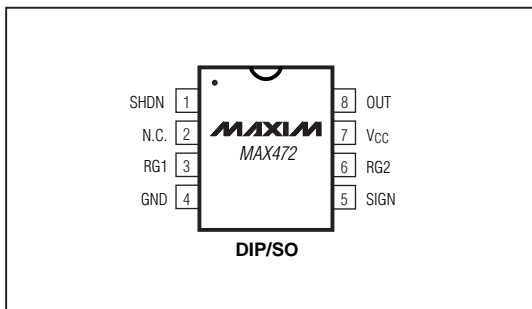 SHDN 1 8 OUT
N.C. 2 MAXIM 7 VCC
RG1 3 MAX472 6 RG2
GND 4 5 SIGN
DIP/SO